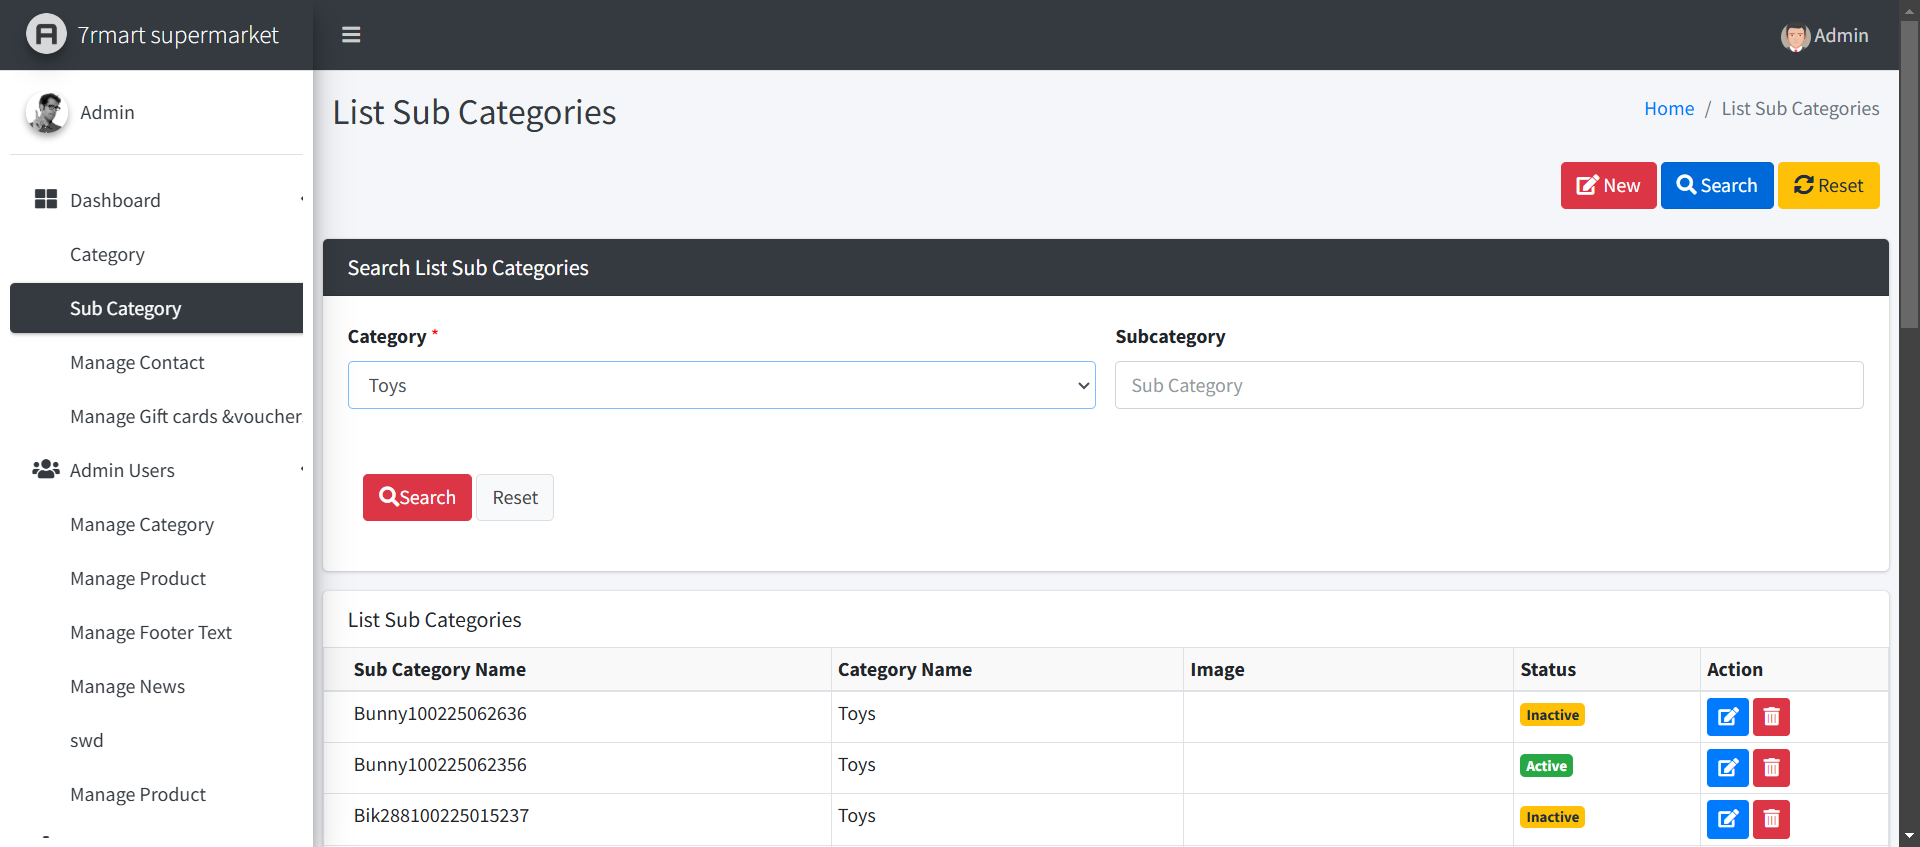 7rmart supermarket
Admin
Admin
Dashboard
Category
Sub Category
Manage Contact
Manage Gift cards &voucher
Admin Users
Manage Category
Manage Product
Manage Footer Text
Manage News
swd
Manage Product
List Sub Categories
Home / List Sub Categories
New Search Reset
Search List Sub Categories
Category * Subcategory
Toys Sub Category
Search Reset
List Sub Categories
Sub Category Name Category Name Image Status Action
Bunny100225062636 Toys Inactive
Bunny100225062356 Toys Active
Bik288100225015237 Toys Inactive